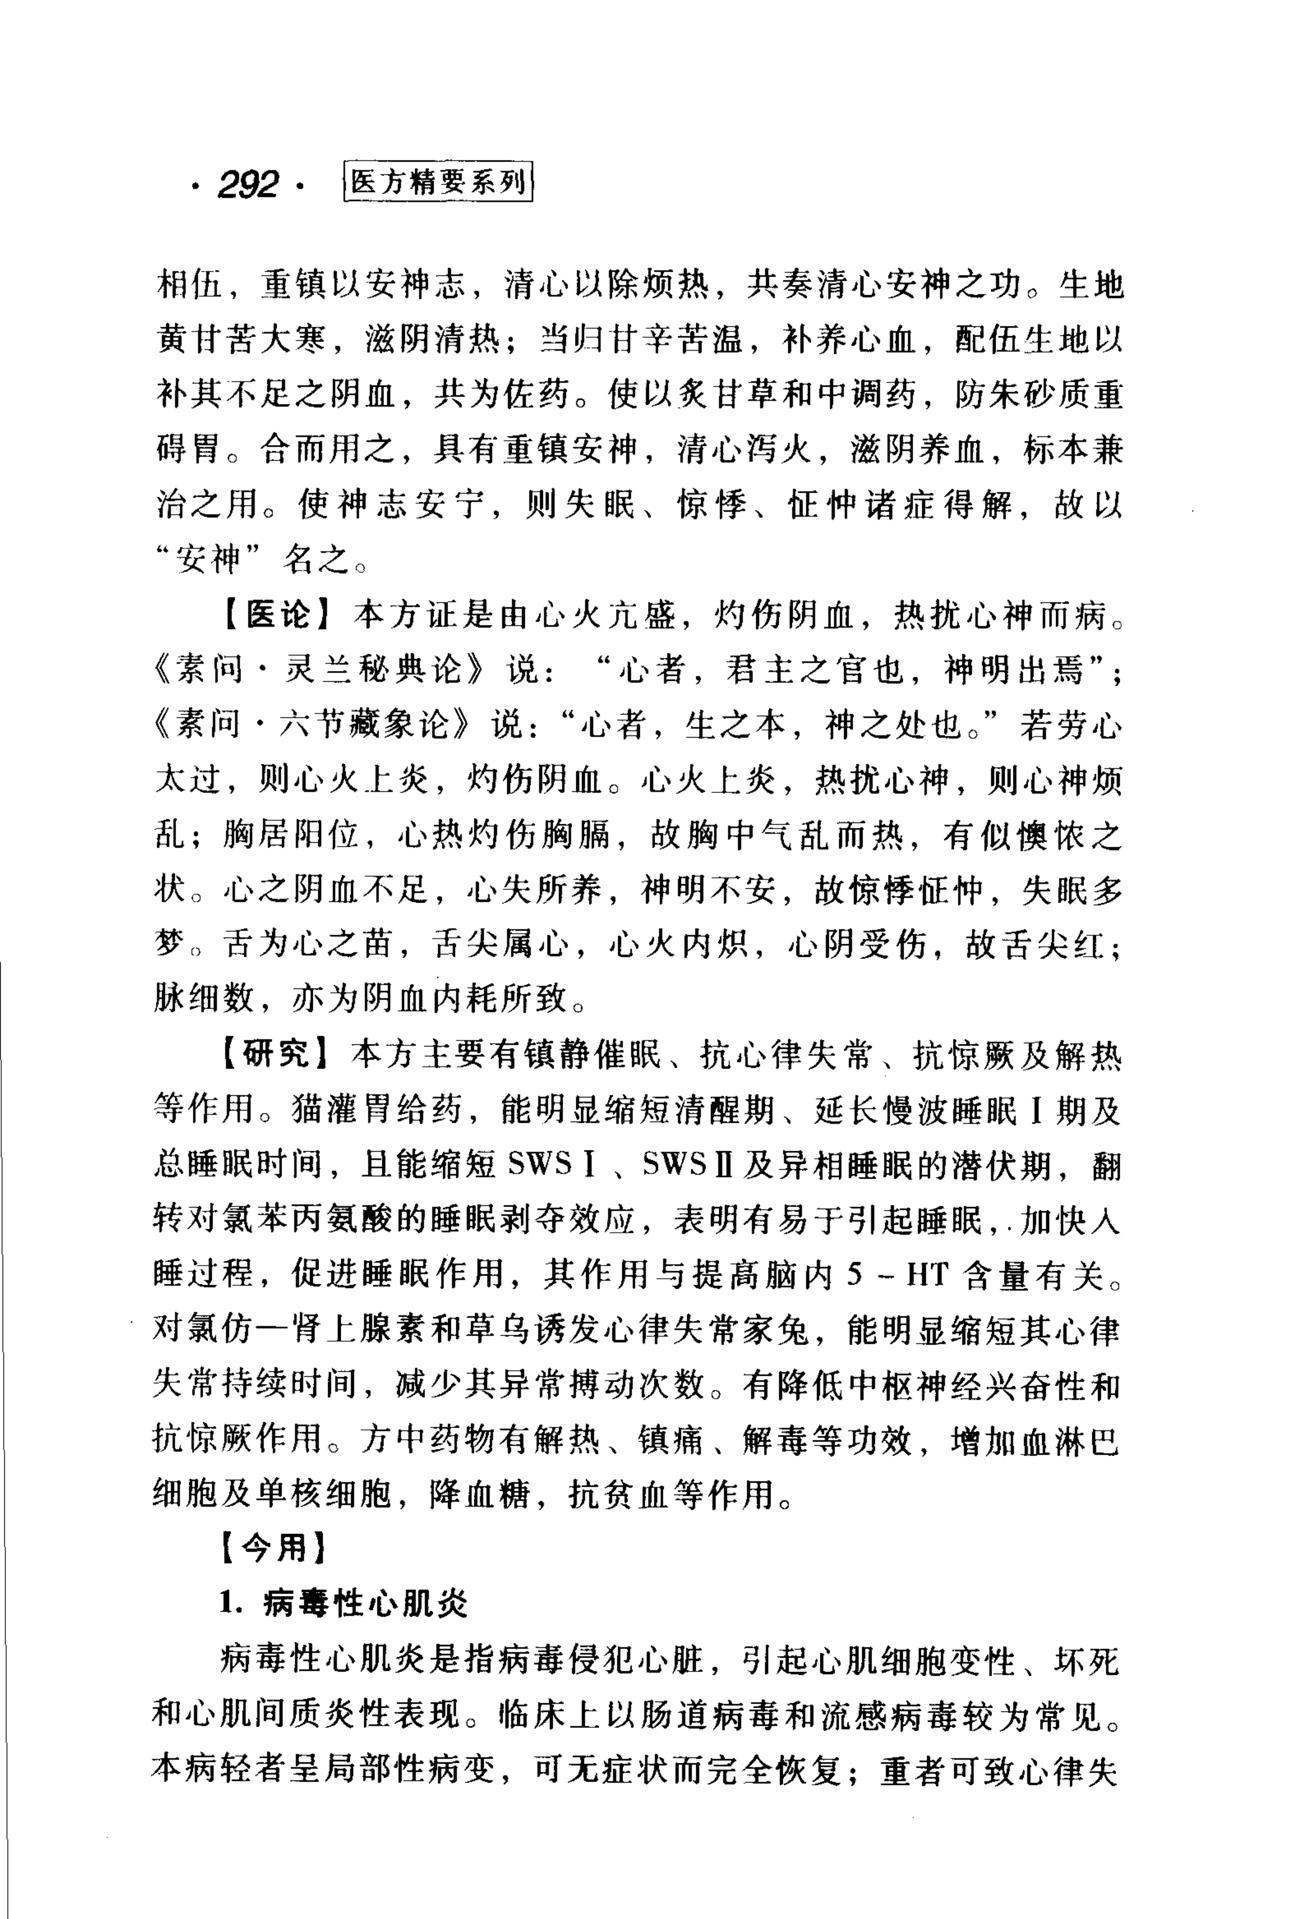 · 292 · 医方精要系列
相伍，重镇以安神志，清心以除烦热，共奏清心安神之功。生地
黄甘苦大寒，滋阴清热；当归甘辛苦温，补养心血，配伍生地以
补其不足之阴血，共为佐药。使以炙甘草和中调药，防朱砂质重
碍胃。合而用之，具有重镇安神，清心泻火，滋阴养血，标本兼
治之用。使神志安宁，则失眠、惊悸、怔忡诸症得解，故以
“安神”名之。
【医论】本方证是由心火亢盛，灼伤阴血，热扰心神而病。
《素问·灵兰秘典论》说：“心者，君主之官也，神明出焉”；
《素问·六节藏象论》说：“心者，生之本，神之处也。”若劳心
太过，则心火上炎，灼伤阴血。心火上炎，热扰心神，则心神烦
乱；胸居阳位，心热灼伤胸膈，故胸中气乱而热，有似懊侬之
状。心之阴血不足，心失所养，神明不安，故惊悸怔忡，失眠多
梦。舌为心之苗，舌尖属心，心火内炽，心阴受伤，故舌尖红；
脉细数，亦为阴血内耗所致。
【研究】本方主要有镇静催眠、抗心律失常、抗惊厥及解热
等作用。猫灌胃给药，能明显缩短清醒期、延长慢波睡眠Ⅰ期及
总睡眠时间，且能缩短 SWSⅠ、SWSⅡ及异相睡眠的潜伏期，翻
转对氯苯丙氨酸的睡眠剥夺效应，表明有易于引起睡眠，加快入
睡过程，促进睡眠作用，其作用与提高脑内 5－HT 含量有关。
对氯仿—肾上腺素和草乌诱发心律失常家兔，能明显缩短其心律
失常持续时间，减少其异常搏动次数。有降低中枢神经兴奋性和
抗惊厥作用。方中药物有解热、镇痛、解毒等功效，增加血淋巴
细胞及单核细胞，降血糖，抗贫血等作用。
【今用】
1. 病毒性心肌炎
病毒性心肌炎是指病毒侵犯心脏，引起心肌细胞变性、坏死
和心肌间质炎性表现。临床上以肠道病毒和流感病毒较为常见。
本病轻者呈局部性病变，可无症状而完全恢复；重者可致心律失